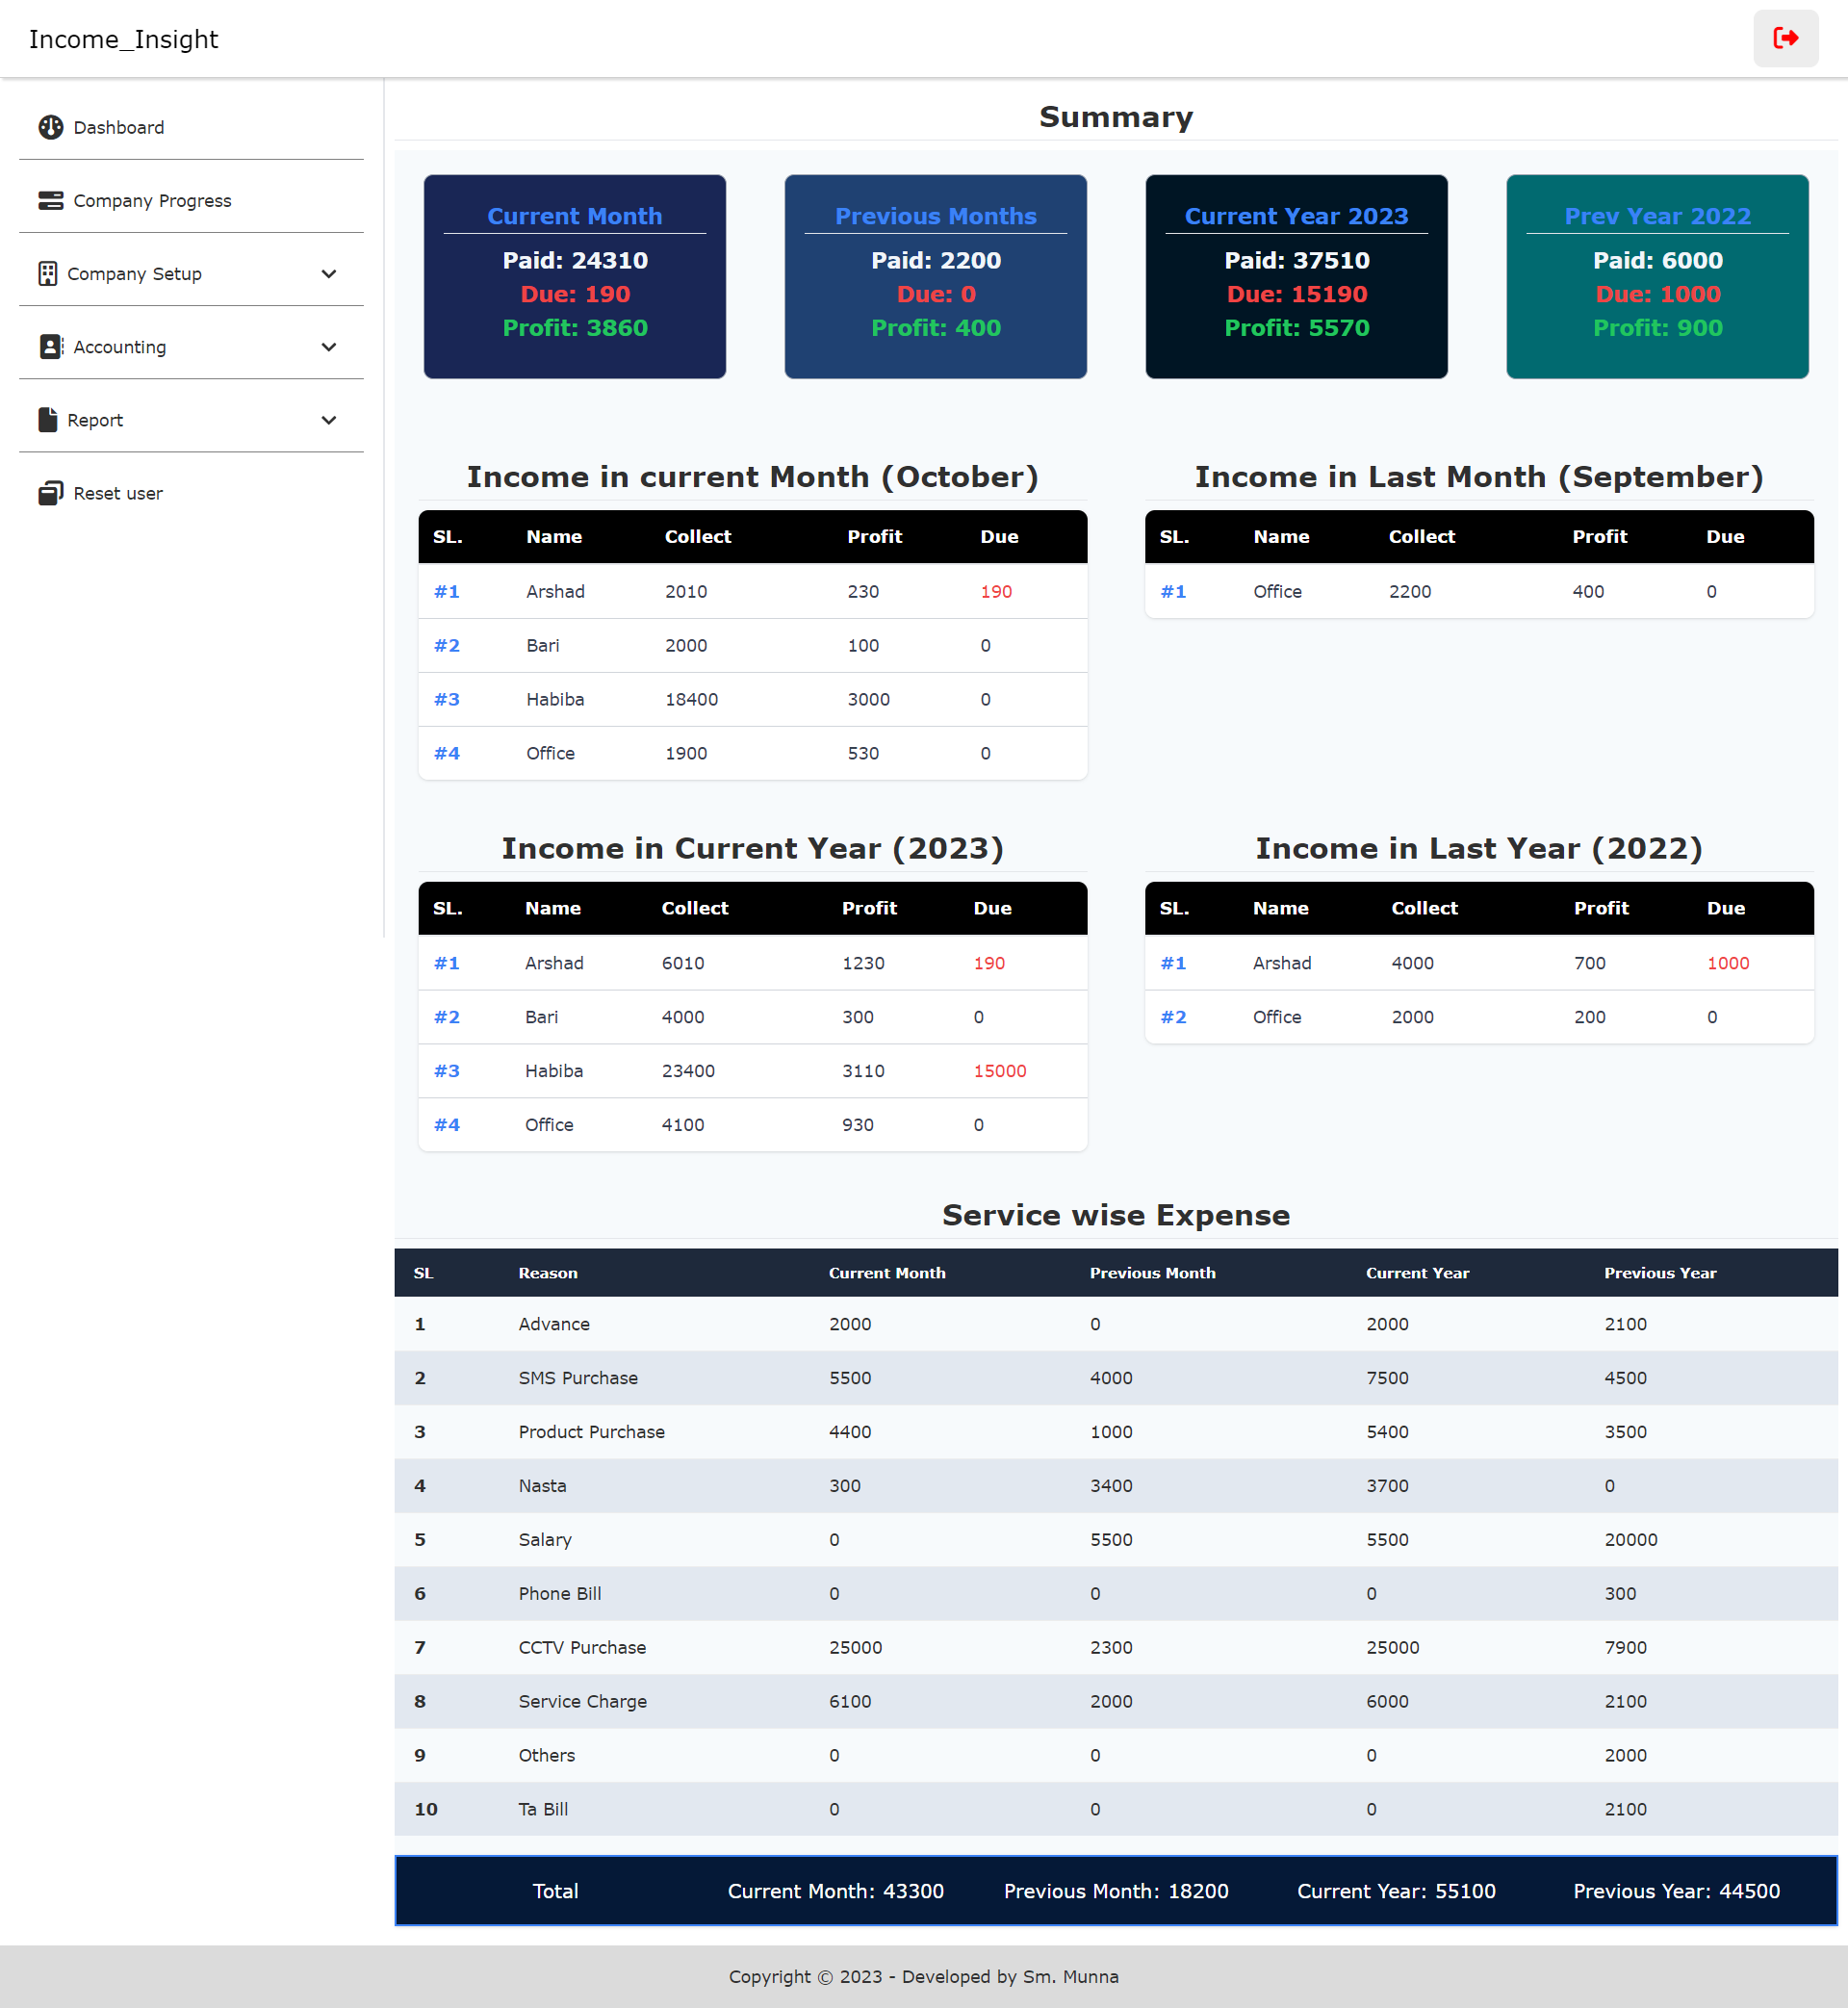 Income_Insight
Dashboard
Company Progress
Company Setup
Accounting
Report
Reset user
Summary
Current Month
Paid: 24310
Due: 190
Profit: 3860
Previous Months
Paid: 2200
Due: 0
Profit: 400
Current Year 2023
Paid: 37510
Due: 15190
Profit: 5570
Prev Year 2022
Paid: 6000
Due: 1000
Profit: 900
Income in current Month (October)
SL. Name Collect Profit Due
#1 Arshad 2010 230 190
#2 Bari 2000 100 0
#3 Habiba 18400 3000 0
#4 Office 1900 530 0
Income in Last Month (September)
SL. Name Collect Profit Due
#1 Office 2200 400 0
Income in Current Year (2023)
SL. Name Collect Profit Due
#1 Arshad 6010 1230 190
#2 Bari 4000 300 0
#3 Habiba 23400 3110 15000
#4 Office 4100 930 0
Income in Last Year (2022)
SL. Name Collect Profit Due
#1 Arshad 4000 700 1000
#2 Office 2000 200 0
Service wise Expense
SL Reason Current Month Previous Month Current Year Previous Year
1 Advance 2000 0 2000 2100
2 SMS Purchase 5500 4000 7500 4500
3 Product Purchase 4400 1000 5400 3500
4 Nasta 300 3400 3700 0
5 Salary 0 5500 5500 20000
6 Phone Bill 0 0 0 300
7 CCTV Purchase 25000 2300 25000 7900
8 Service Charge 6100 2000 6000 2100
9 Others 0 0 0 2000
10 Ta Bill 0 0 0 2100
Total Current Month: 43300 Previous Month: 18200 Current Year: 55100 Previous Year: 44500
Copyright © 2023 - Developed by Sm. Munna